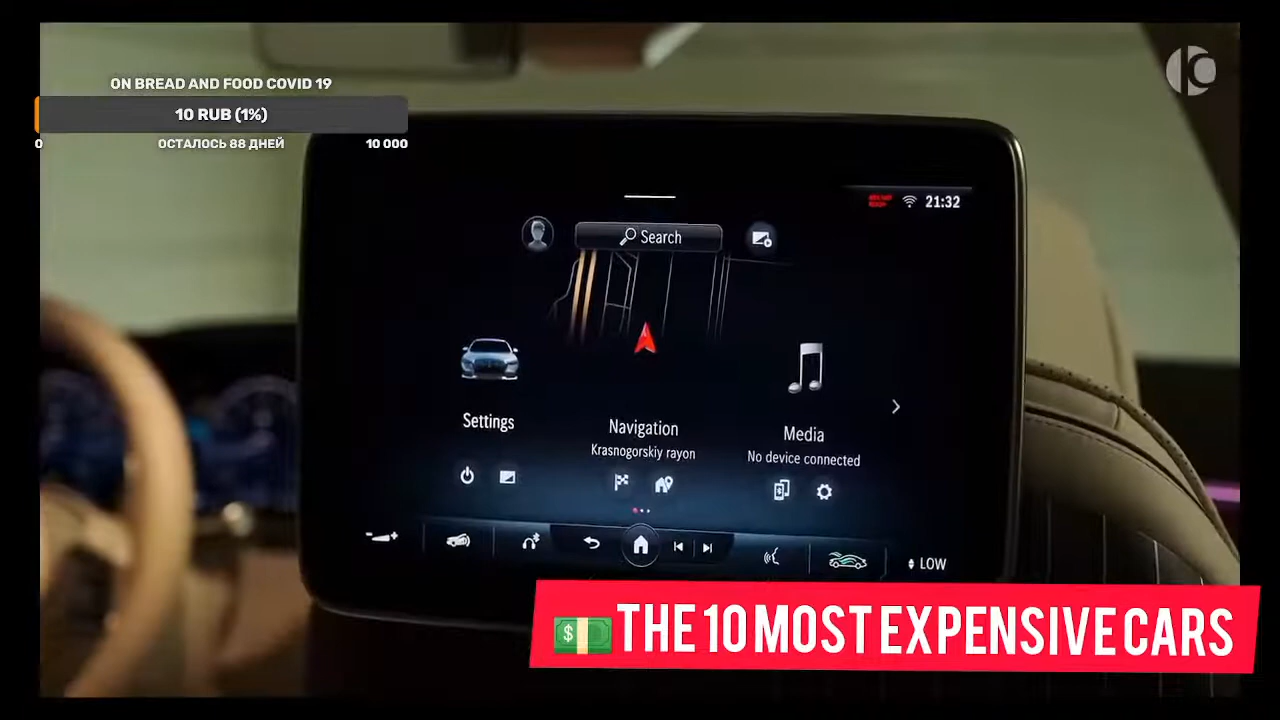 ON BREAD AND FOOD COVID 19
10 RUB (1%)
0 ОСТАЛОСЬ 88 ДНЕЙ 10 000
21:32
Search
Settings
Navigation
Krasnogorskiy rayon
Media
No device connected
LOW
THE 10 MOST EXPENSIVE CARS